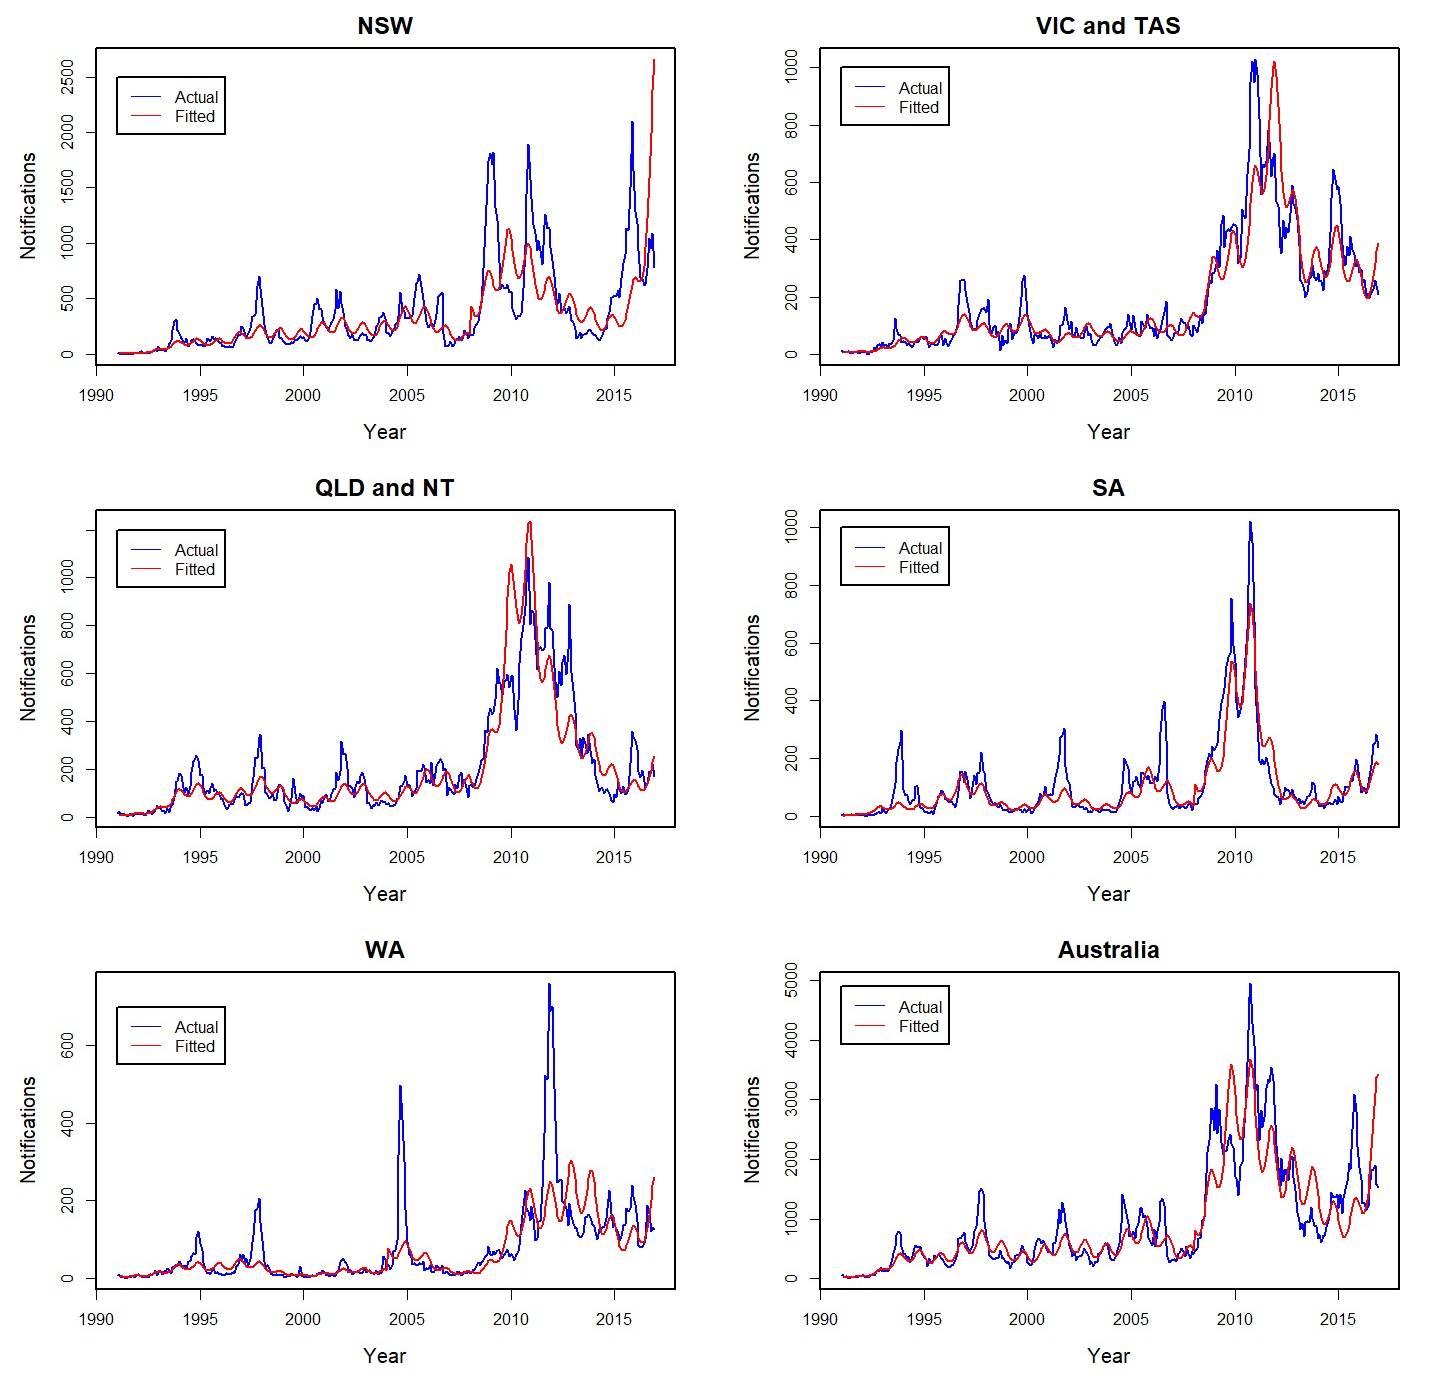 NSW
2500
2000
1500
1000
500
0
Notifications
Actual
Fitted
1990 1995 2000 2005 2010 2015
Year
VIC and TAS
1000
800
600
400
200
0
Notifications
Actual
Fitted
1990 1995 2000 2005 2010 2015
Year
QLD and NT
1000
800
600
400
200
0
Notifications
Actual
Fitted
1990 1995 2000 2005 2010 2015
Year
SA
1000
800
600
400
200
0
Notifications
Actual
Fitted
1990 1995 2000 2005 2010 2015
Year
WA
600
400
200
0
Notifications
Actual
Fitted
1990 1995 2000 2005 2010 2015
Year
Australia
5000
4000
3000
2000
1000
0
Notifications
Actual
Fitted
1990 1995 2000 2005 2010 2015
Year